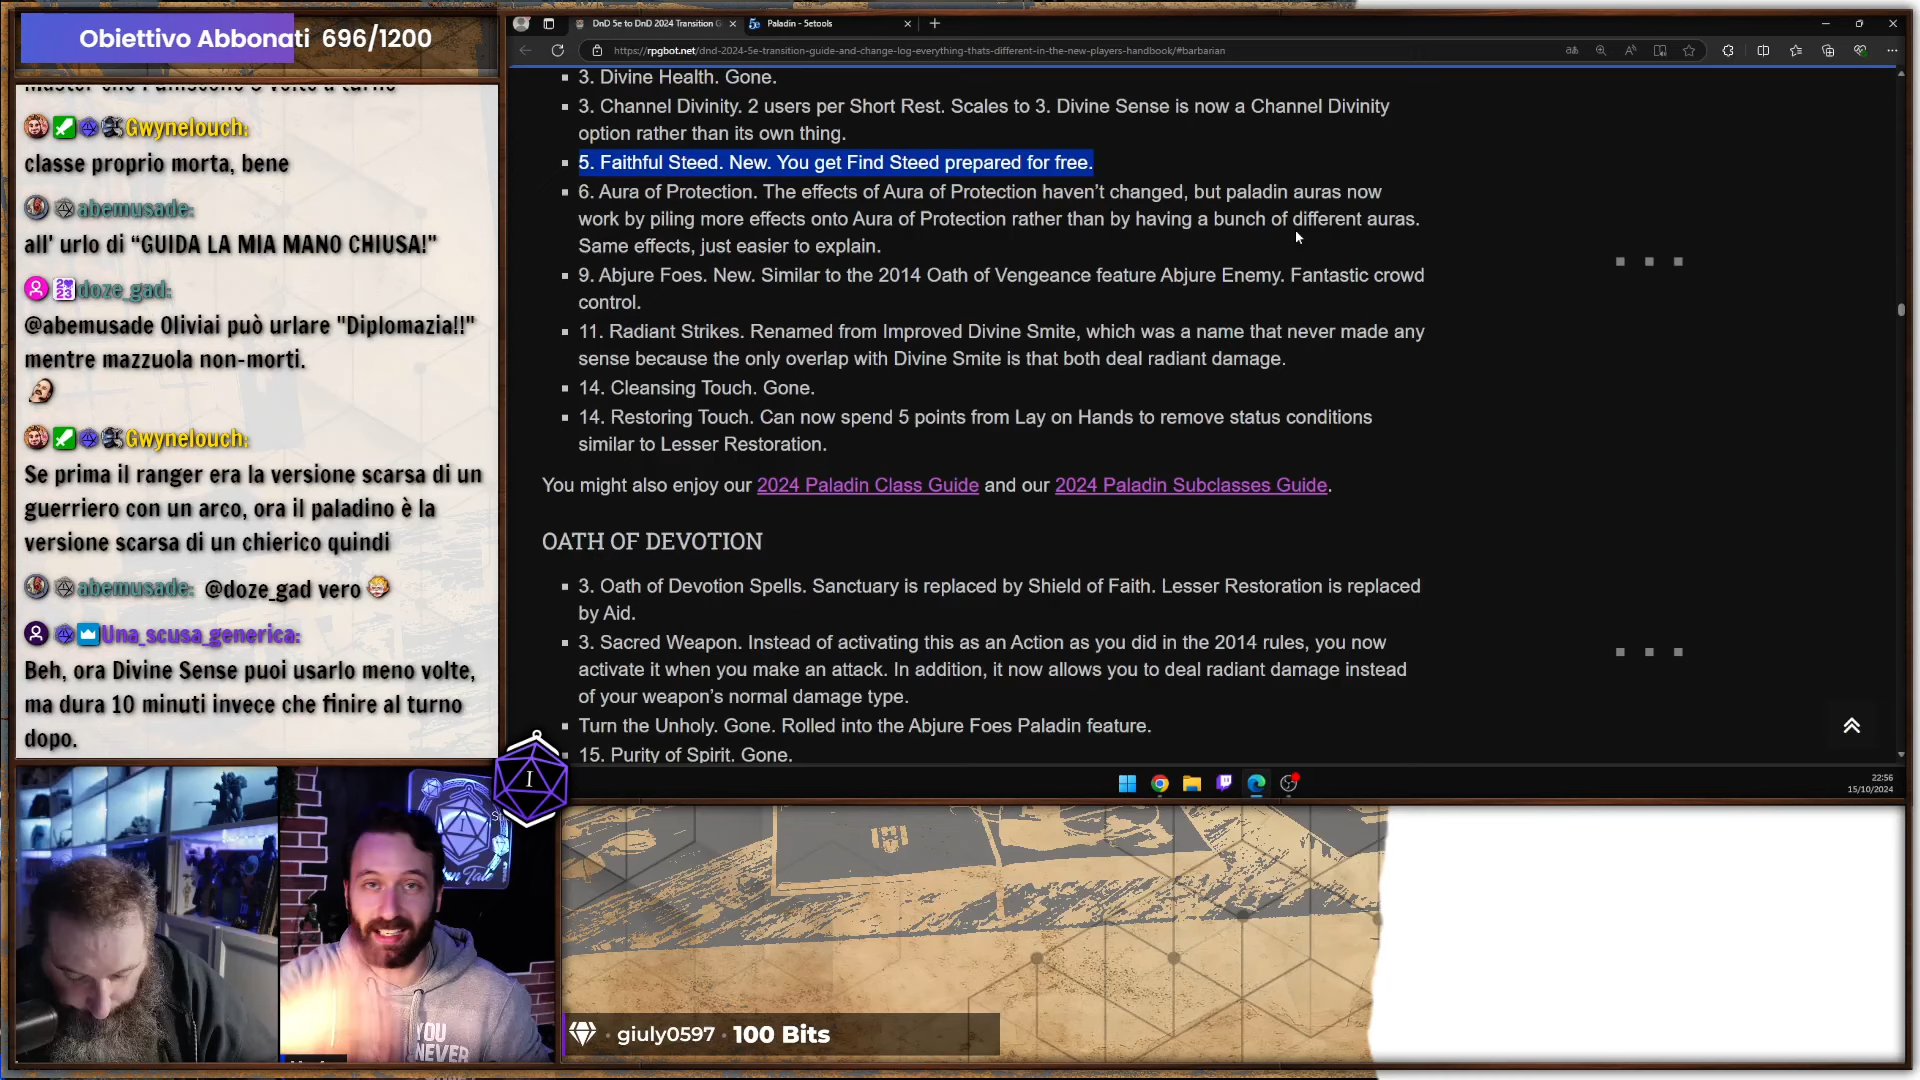 Obiettivo Abbonati 696/1200
Gwynelouch:
classe proprio morta, bene
abemusade:
all' urlo di “GUIDA LA MIA MANO CHIUSA!”
doze_gad:
@abemusade Oliviai può urlare "Diplomazia!!"
mentre mazzuola non-morti.
Gwynelouch:
Se prima il ranger era la versione scarsa di un
guerriero con un arco, ora il paladino è la
versione scarsa di un chierico quindi
abemusade: @doze_gad vero
Una_scusa_generica:
Beh, ora Divine Sense puoi usarlo meno volte,
ma dura 10 minuti invece che finire al turno
dopo.
DnD 5e to DnD 2024 Transition G
Paladin - 5etools
https://rpgbot.net/dnd-2024-5e-transition-guide-and-change-log-everything-thats-different-in-the-new-players-handbook/#barbarian
3. Divine Health. Gone.
3. Channel Divinity. 2 users per Short Rest. Scales to 3. Divine Sense is now a Channel Divinity
option rather than its own thing.
5. Faithful Steed. New. You get Find Steed prepared for free.
6. Aura of Protection. The effects of Aura of Protection haven’t changed, but paladin auras now
work by piling more effects onto Aura of Protection rather than by having a bunch of different auras.
Same effects, just easier to explain.
9. Abjure Foes. New. Similar to the 2014 Oath of Vengeance feature Abjure Enemy. Fantastic crowd
control.
11. Radiant Strikes. Renamed from Improved Divine Smite, which was a name that never made any
sense because the only overlap with Divine Smite is that both deal radiant damage.
14. Cleansing Touch. Gone.
14. Restoring Touch. Can now spend 5 points from Lay on Hands to remove status conditions
similar to Lesser Restoration.
You might also enjoy our 2024 Paladin Class Guide and our 2024 Paladin Subclasses Guide.
OATH OF DEVOTION
3. Oath of Devotion Spells. Sanctuary is replaced by Shield of Faith. Lesser Restoration is replaced
by Aid.
3. Sacred Weapon. Instead of activating this as an Action as you did in the 2014 rules, you now
activate it when you make an attack. In addition, it now allows you to deal radiant damage instead
of your weapon’s normal damage type.
Turn the Unholy. Gone. Rolled into the Abjure Foes Paladin feature.
15. Purity of Spirit. Gone.
22:56
15/10/2024
I
YOU
NEVER
giuly0597 · 100 Bits